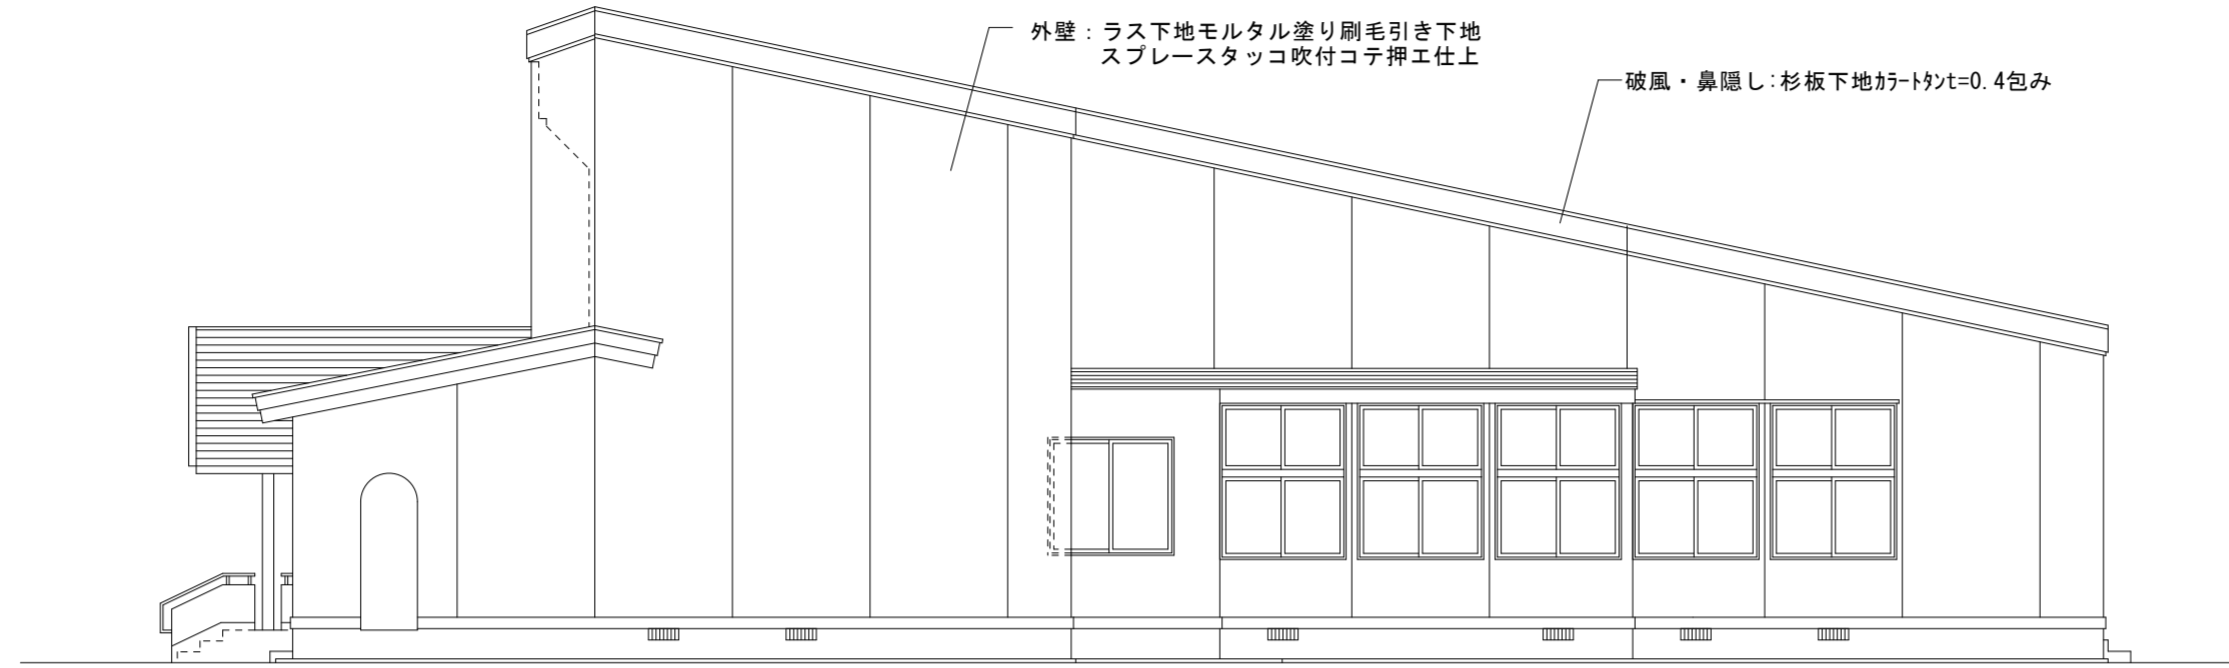 外壁：ラス下地モルタル塗り刷毛引き下地
スプレースタッコ吹付コテ押エ仕上
破風・鼻隠し:杉板下地ｶﾗｰﾄﾀﾝt=0.4包み